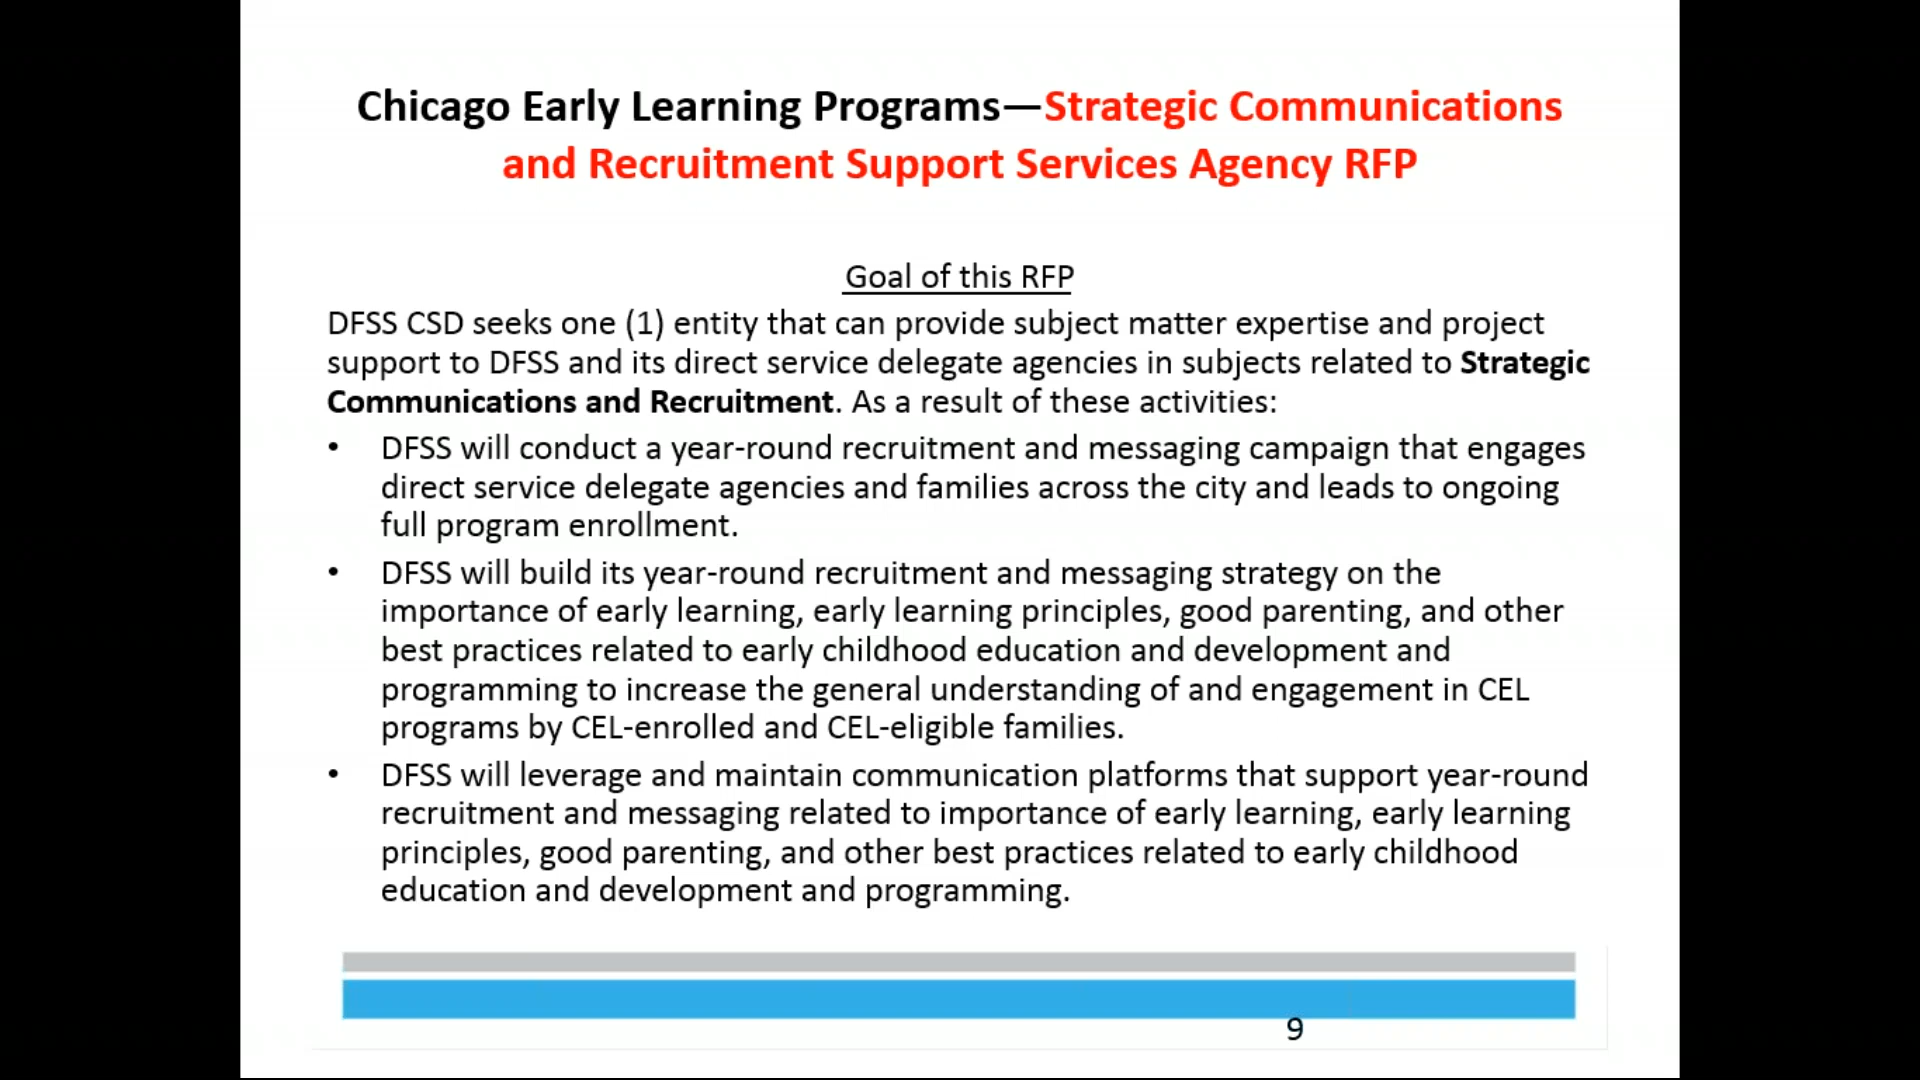 Chicago Early Learning Programs—Strategic Communications
and Recruitment Support Services Agency RFP
Goal of this RFP
DFSS CSD seeks one (1) entity that can provide subject matter expertise and project
support to DFSS and its direct service delegate agencies in subjects related to Strategic
Communications and Recruitment. As a result of these activities:
• DFSS will conduct a year-round recruitment and messaging campaign that engages
direct service delegate agencies and families across the city and leads to ongoing
full program enrollment.
• DFSS will build its year-round recruitment and messaging strategy on the
importance of early learning, early learning principles, good parenting, and other
best practices related to early childhood education and development and
programming to increase the general understanding of and engagement in CEL
programs by CEL-enrolled and CEL-eligible families.
• DFSS will leverage and maintain communication platforms that support year-round
recruitment and messaging related to importance of early learning, early learning
principles, good parenting, and other best practices related to early childhood
education and development and programming.
9